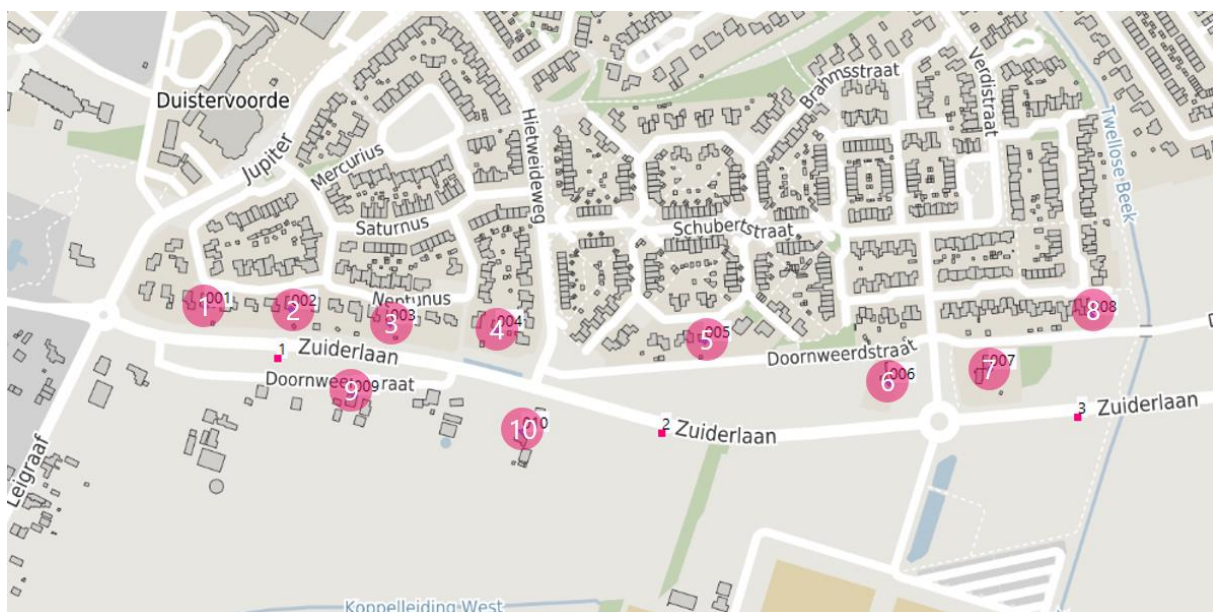 Duistervoorde
Jupiter
Mercurius
Hietweideweg
Brahmsstraat
Verdistraat
Twellose Beek
Saturnus
Schubertstraat
Neptunus
1 001
2 002
3 003
4 004
5 005
8 008
1
Zuiderlaan
Doornweerdstraat
6 006
7 007
9 009
10 010
2 Zuiderlaan
3 Zuiderlaan
Leigraaf
Koppelleiding West